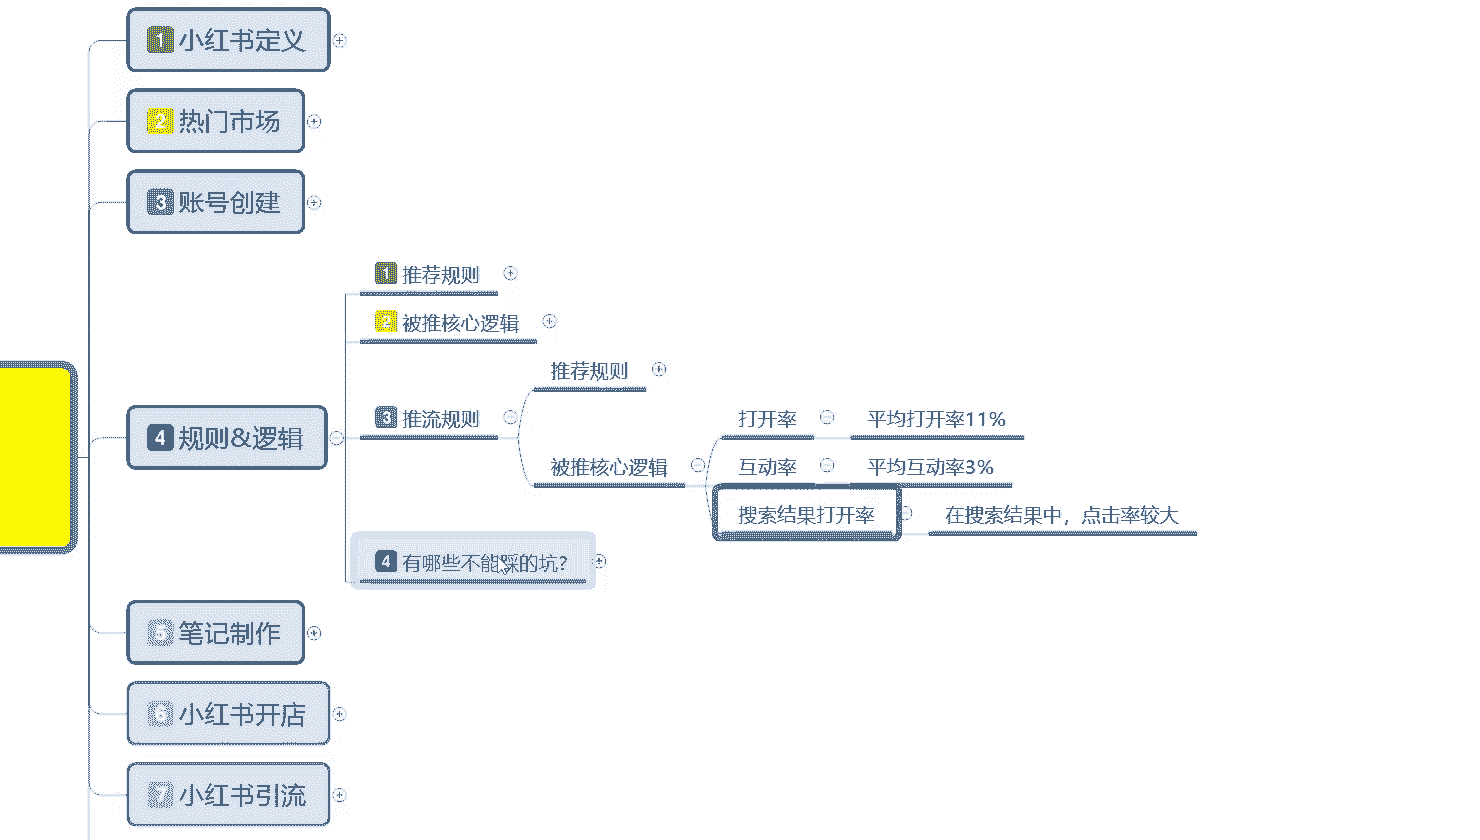 1 小红书定义
2 热门市场
3 账号创建
4 规则&逻辑
1 推荐规则
2 被推核心逻辑
3 推流规则
推荐规则
被推核心逻辑
打开率
平均打开率11%
互动率
平均互动率3%
搜索结果打开率
在搜索结果中，点击率较大
4 有哪些不能踩的坑？
5 笔记制作
6 小红书开店
7 小红书引流